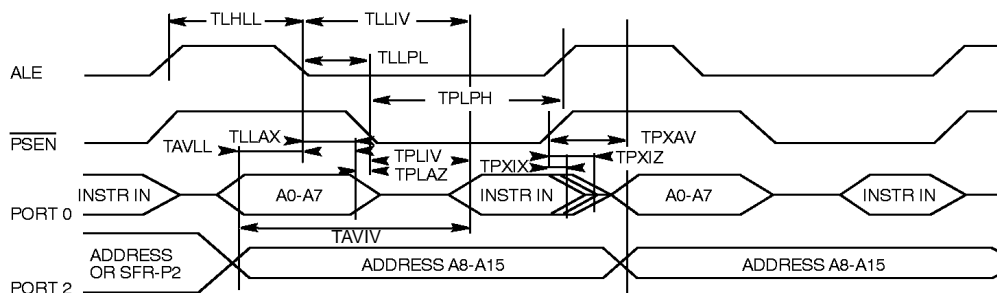 TLHLL TLLIV
TLLPL
ALE
TPLPH
PSEN
TLLAX TPXAV
TAVLL TPLIV TPXIZ
TPLAZ TPXIX
INSTR IN A0-A7 INSTR IN A0-A7 INSTR IN
PORT 0
TAVIV
ADDRESS
OR SFR-P2 ADDRESS A8-A15 ADDRESS A8-A15
PORT 2